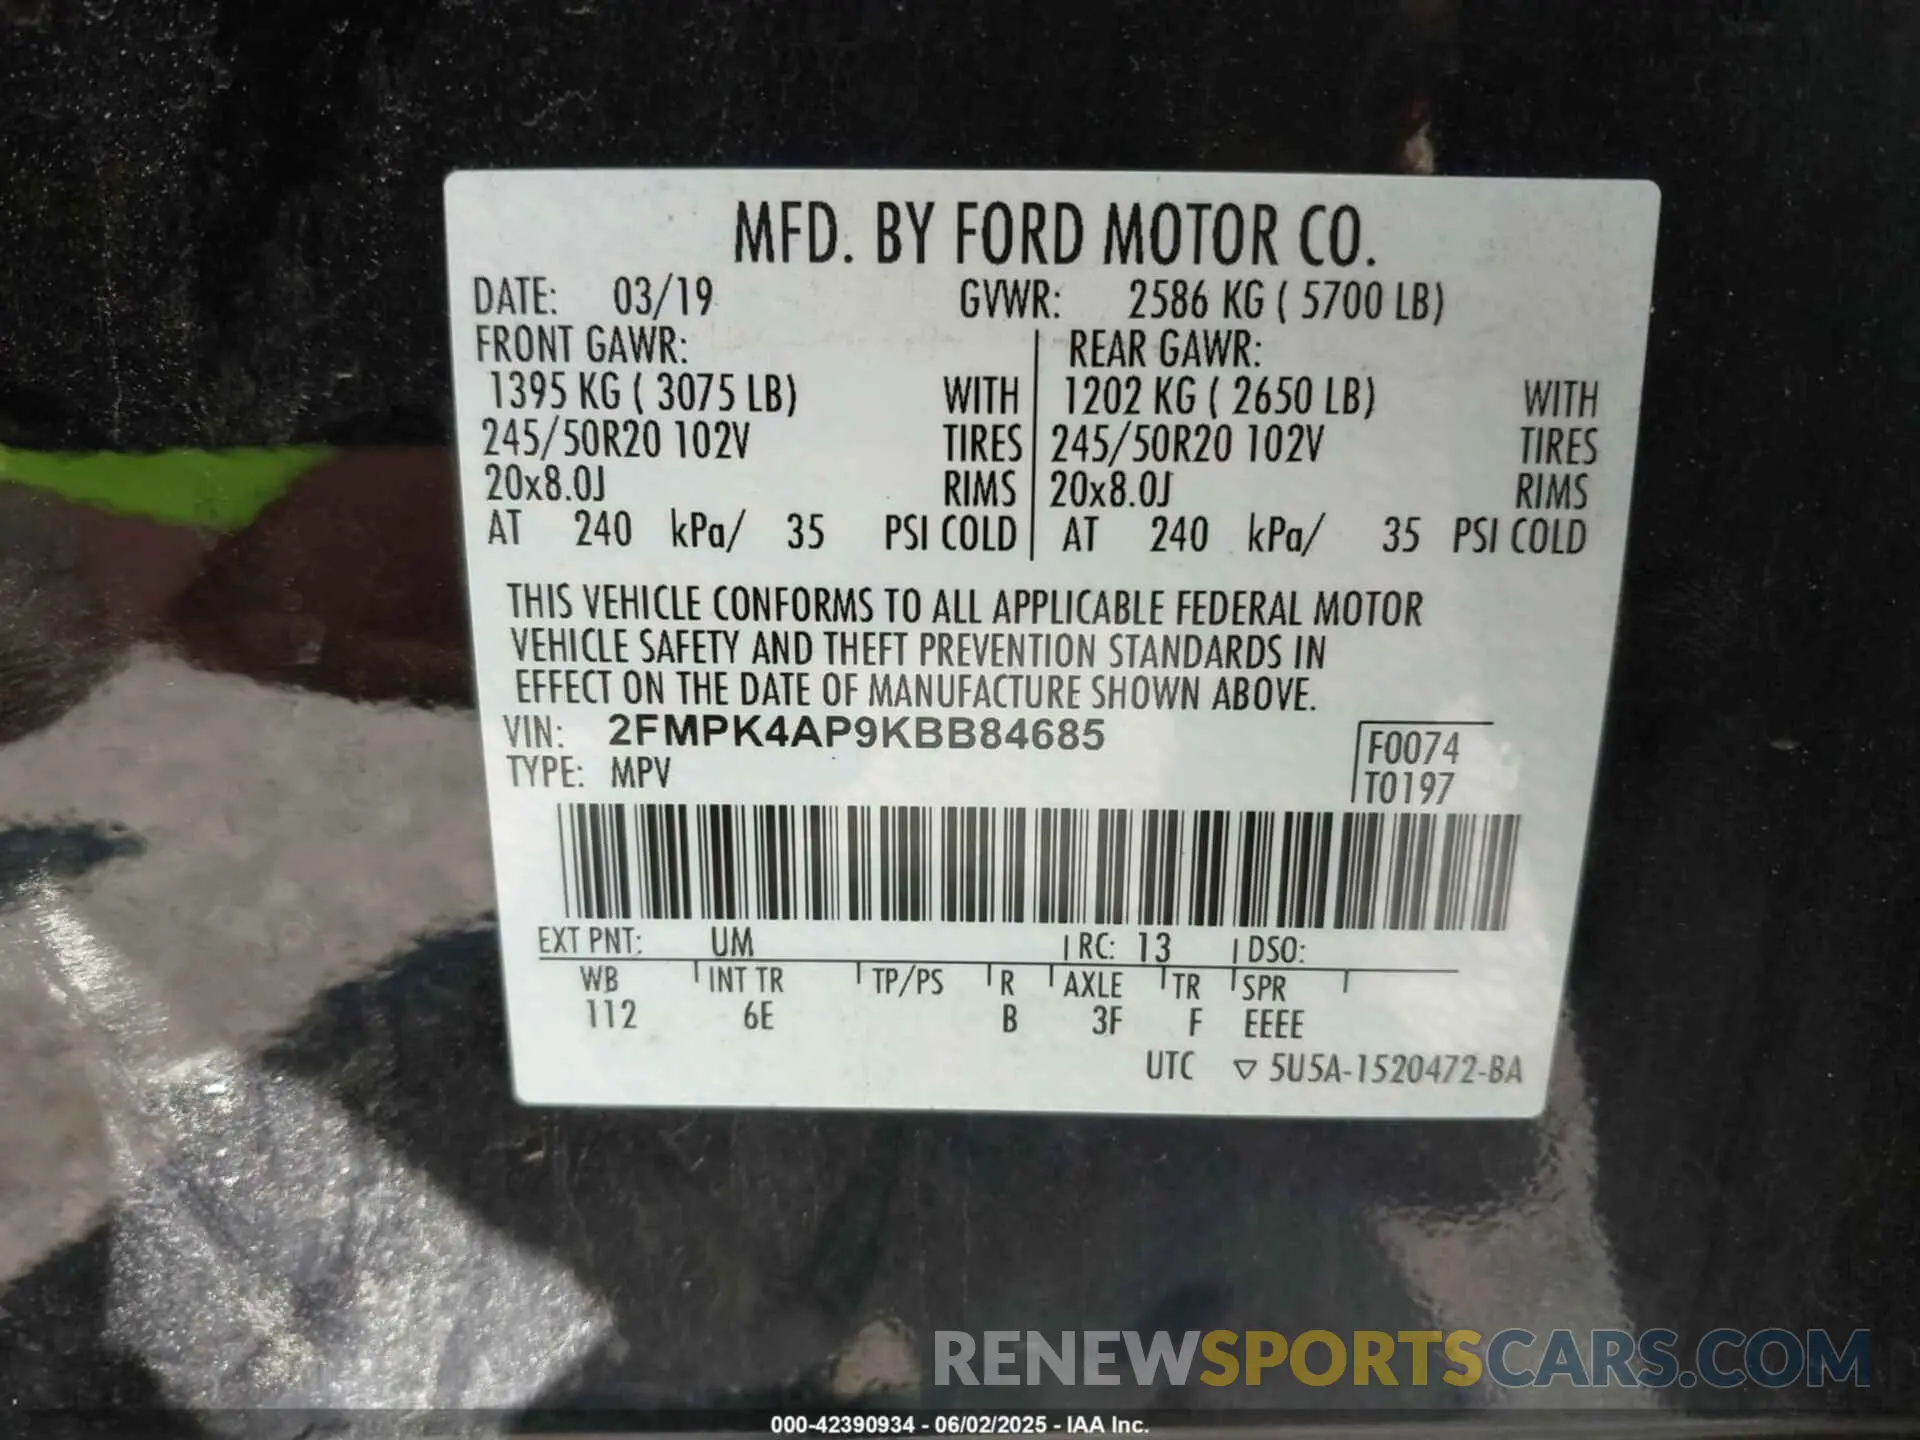 MFD. BY FORD MOTOR CO.
DATE: 03/19 GVWR: 2586 KG ( 5700 LB)
FRONT GAWR: REAR GAWR:
1395 KG ( 3075 LB) WITH 1202 KG ( 2650 LB) WITH
245/50R20 102V TIRES 245/50R20 102V TIRES
20x8.0J RIMS 20x8.0J RIMS
AT 240 kPa/ 35 PSI COLD AT 240 kPa/ 35 PSI COLD
THIS VEHICLE CONFORMS TO ALL APPLICABLE FEDERAL MOTOR
VEHICLE SAFETY AND THEFT PREVENTION STANDARDS IN
EFFECT ON THE DATE OF MANUFACTURE SHOWN ABOVE.
VIN: 2FMPK4AP9KBB84685 F0074
TYPE: MPV T0197
EXT PNT: UM RC: 13 DSO:
WB INT TR TP/PS R AXLE TR SPR
112 6E B 3F F EEEE
UTC ▽ 5U5A-1520472-BA
RENEWSPORTSCARS.COM
000-42390934 - 06/02/2025 - IAA Inc.